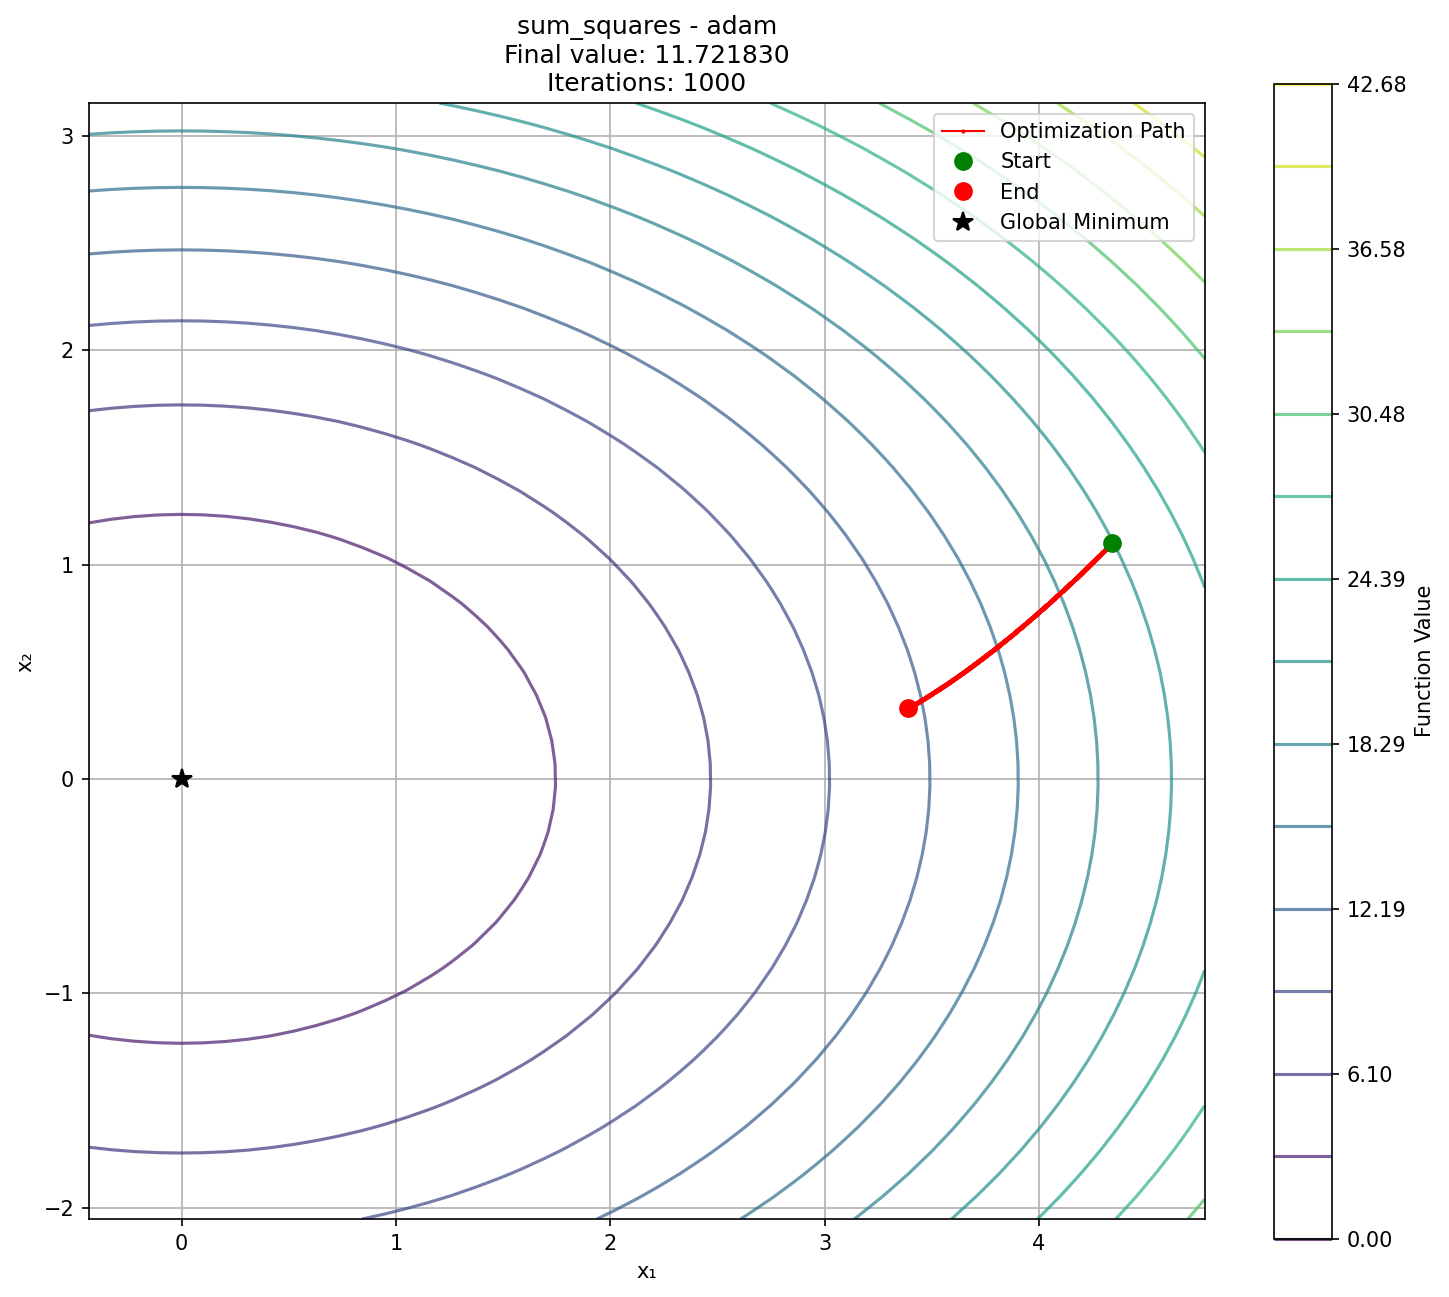 sum_squares - adam
Final value: 11.721830
Iterations: 1000
Optimization Path
Start
End
Global Minimum
3
2
1
0
−1
−2
x₂
0
1
2
3
4
x₁
42.68
36.58
30.48
24.39
18.29
12.19
6.10
0.00
Function Value